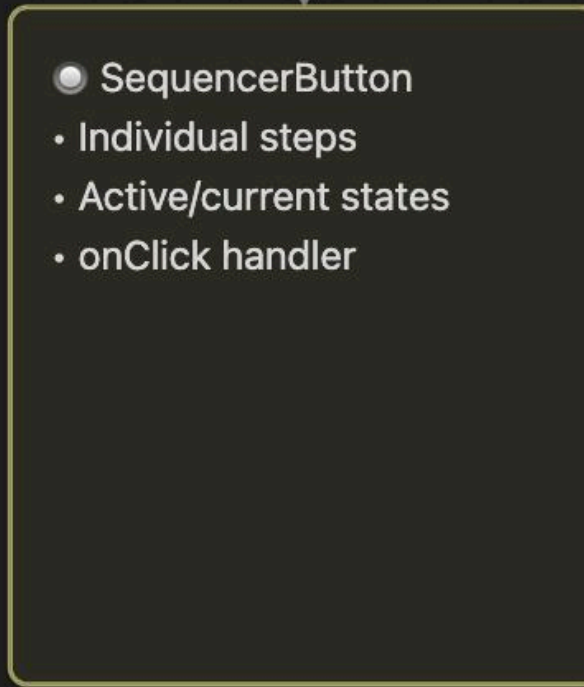 🔘 SequencerButton
• Individual steps
• Active/current states
• onClick handler